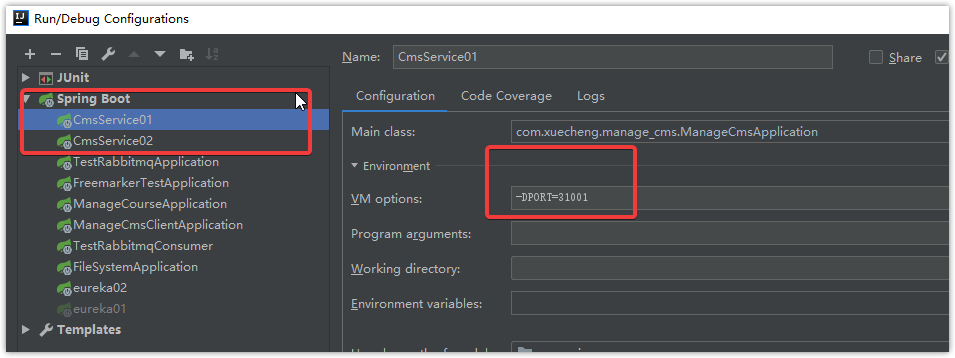 IJ Run/Debug Configurations
Name: CmsService01 Share
JUnit
Spring Boot
CmsService01
CmsService02
TestRabbitmqApplication
FreemarkerTestApplication
ManageCourseApplication
ManageCmsClientApplication
TestRabbitmqConsumer
FileSystemApplication
eureka02
eureka01
Templates
Configuration Code Coverage Logs
Main class: com.xuecheng.manage_cms.ManageCmsApplication
Environment
VM options: -DPORT=31001
Program arguments:
Working directory:
Environment variables: